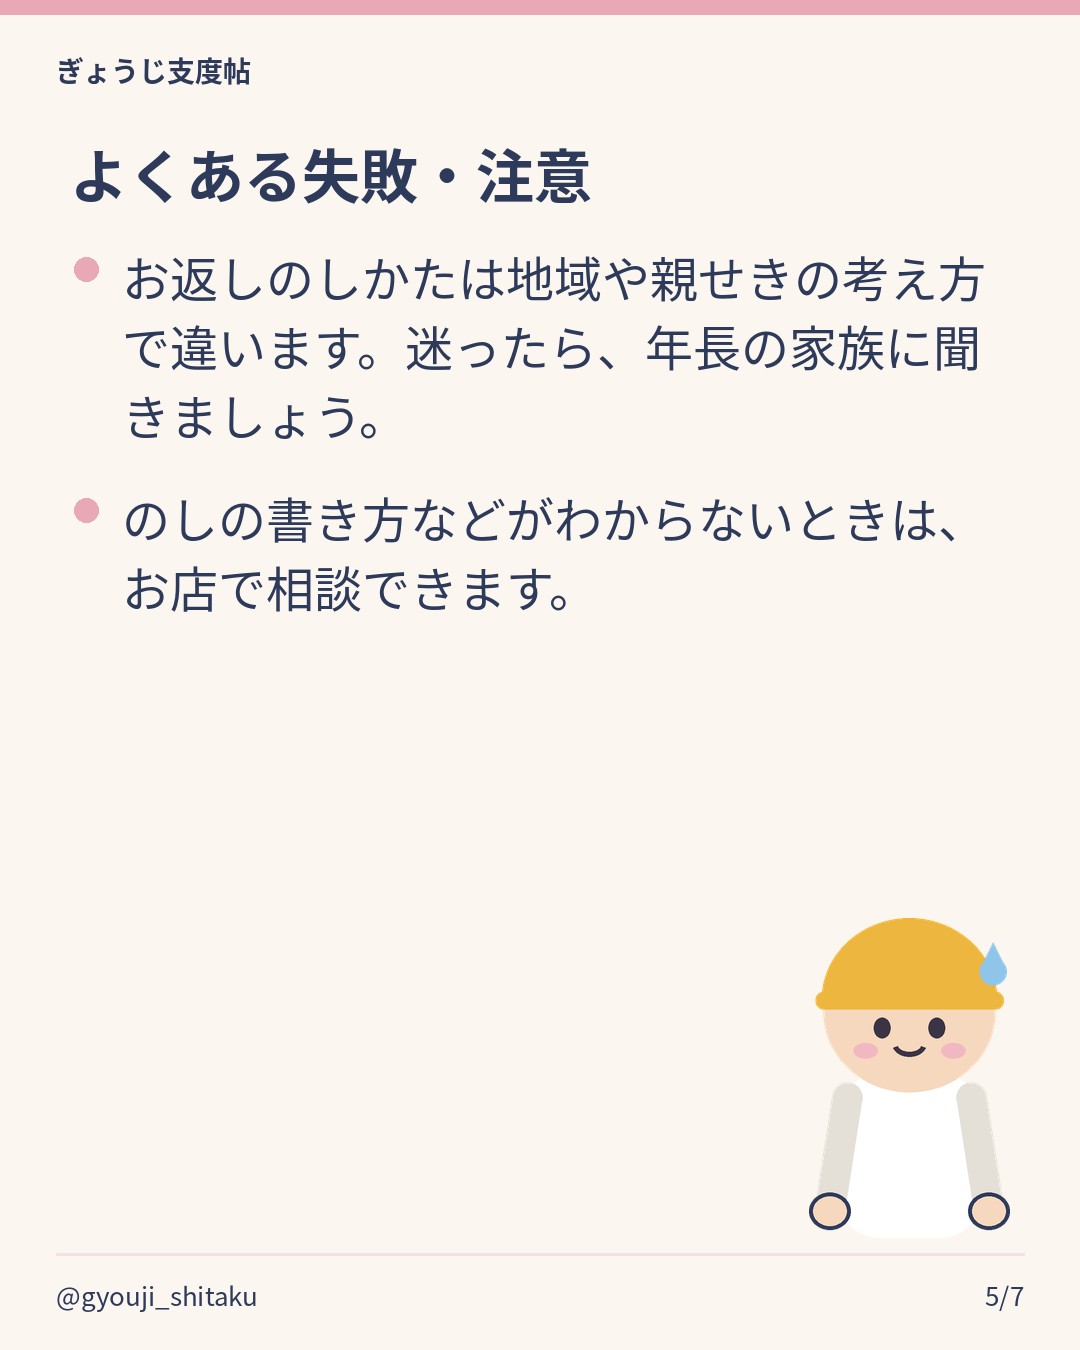 ぎょうじ支度帖
よくある失敗・注意
お返しのしかたは地域や親せきの考え方
で違います。迷ったら、年長の家族に聞
きましょう。
のしの書き方などがわからないときは、
お店で相談できます。
@gyouji_shitaku
5/7